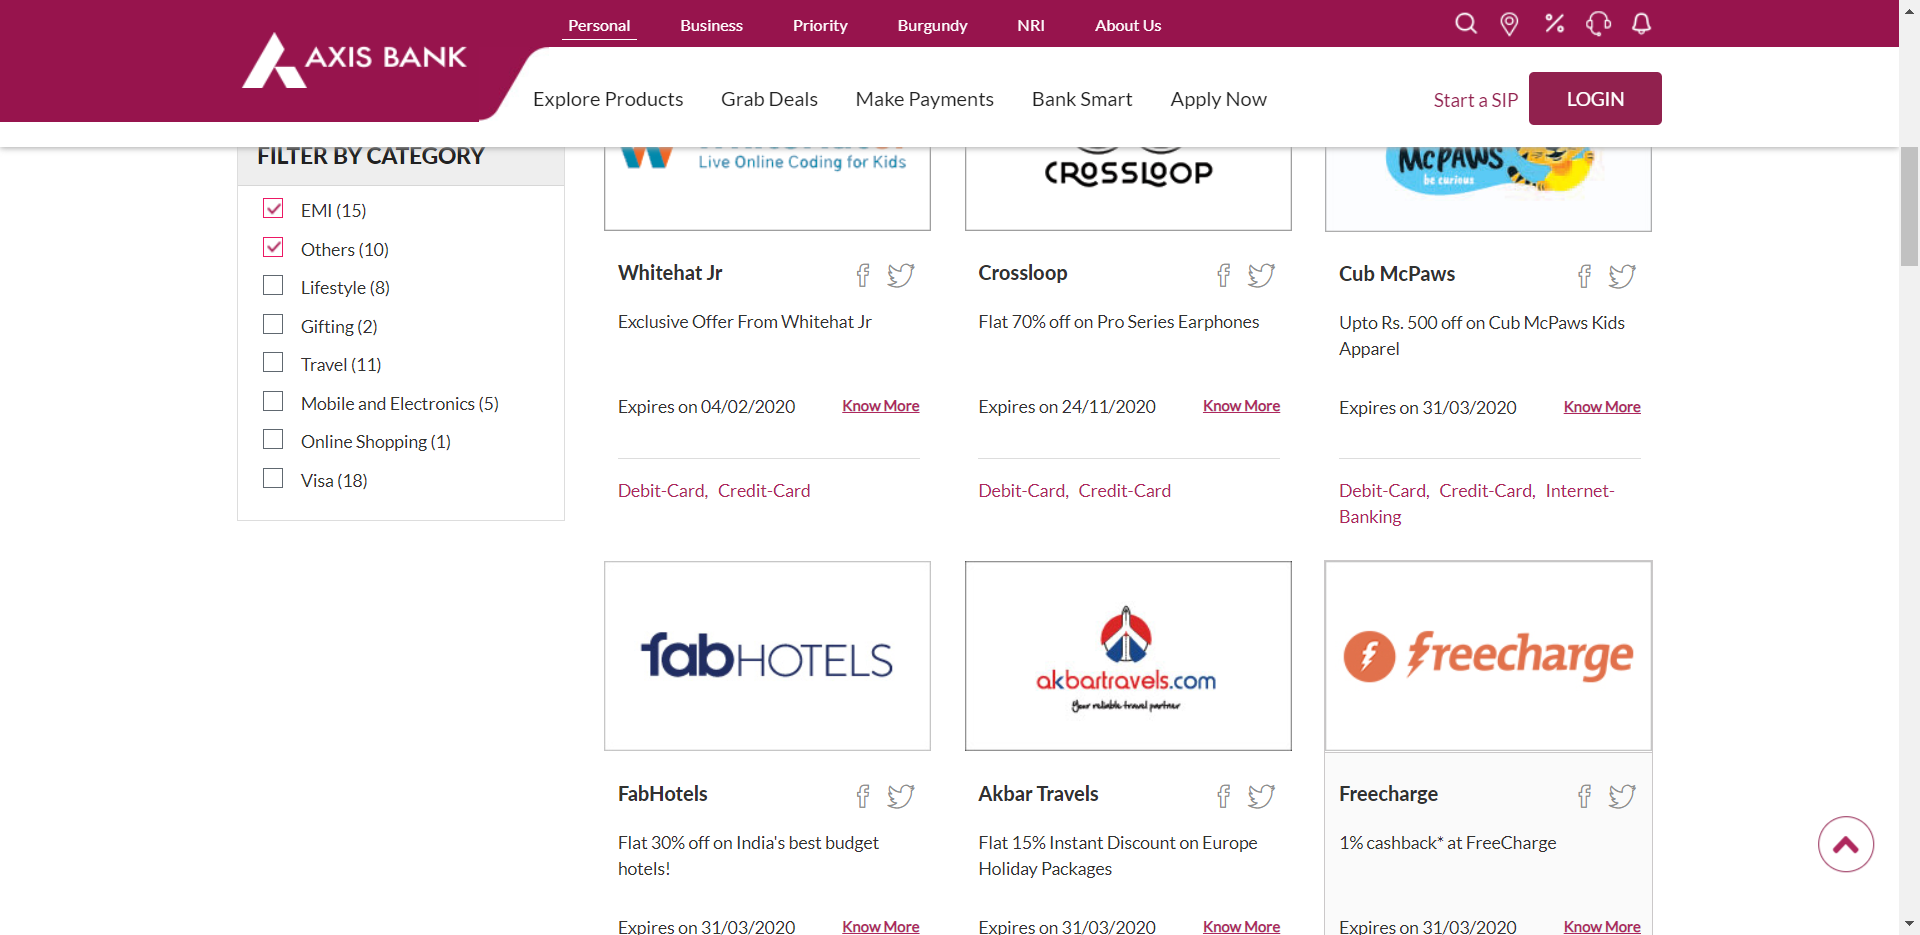 Personal Business Priority Burgundy NRI About Us
AXIS BANK
Explore Products Grab Deals Make Payments Bank Smart Apply Now Start a SIP LOGIN
FILTER BY CATEGORY
EMI (15)
Others (10)
Lifestyle (8)
Gifting (2)
Travel (11)
Mobile and Electronics (5)
Online Shopping (1)
Visa (18)
Live Online Coding for Kids
Whitehat Jr
Exclusive Offer From Whitehat Jr
Expires on 04/02/2020 Know More
Debit-Card, Credit-Card
CROSSLOOP
Crossloop
Flat 70% off on Pro Series Earphones
Expires on 24/11/2020 Know More
Debit-Card, Credit-Card
McPAWS
be curious
Cub McPaws
Upto Rs. 500 off on Cub McPaws Kids
Apparel
Expires on 31/03/2020 Know More
Debit-Card, Credit-Card, Internet-
Banking
fabHOTELS
FabHotels
Flat 30% off on India's best budget
hotels!
Expires on 31/03/2020 Know More
akbartravels.com
Your reliable travel partner
Akbar Travels
Flat 15% Instant Discount on Europe
Holiday Packages
Expires on 31/03/2020 Know More
freecharge
Freecharge
1% cashback* at FreeCharge
Expires on 31/03/2020 Know More